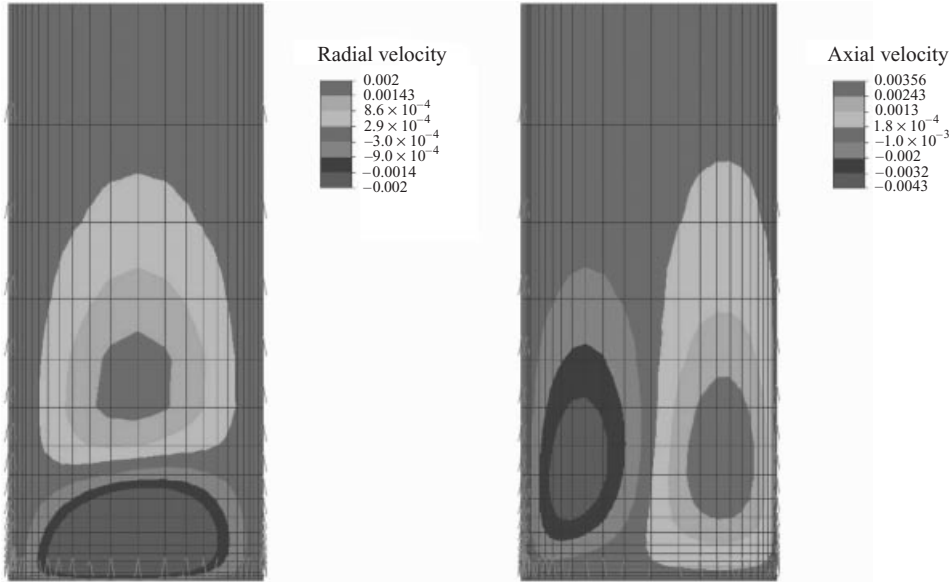 Radial velocity
0.002
0.00143
8.6 × 10⁻⁴
2.9 × 10⁻⁴
−3.0 × 10⁻⁴
−9.0 × 10⁻⁴
−0.0014
−0.002
Axial velocity
0.00356
0.00243
0.0013
1.8 × 10⁻⁴
−1.0 × 10⁻³
−0.002
−0.0032
−0.0043